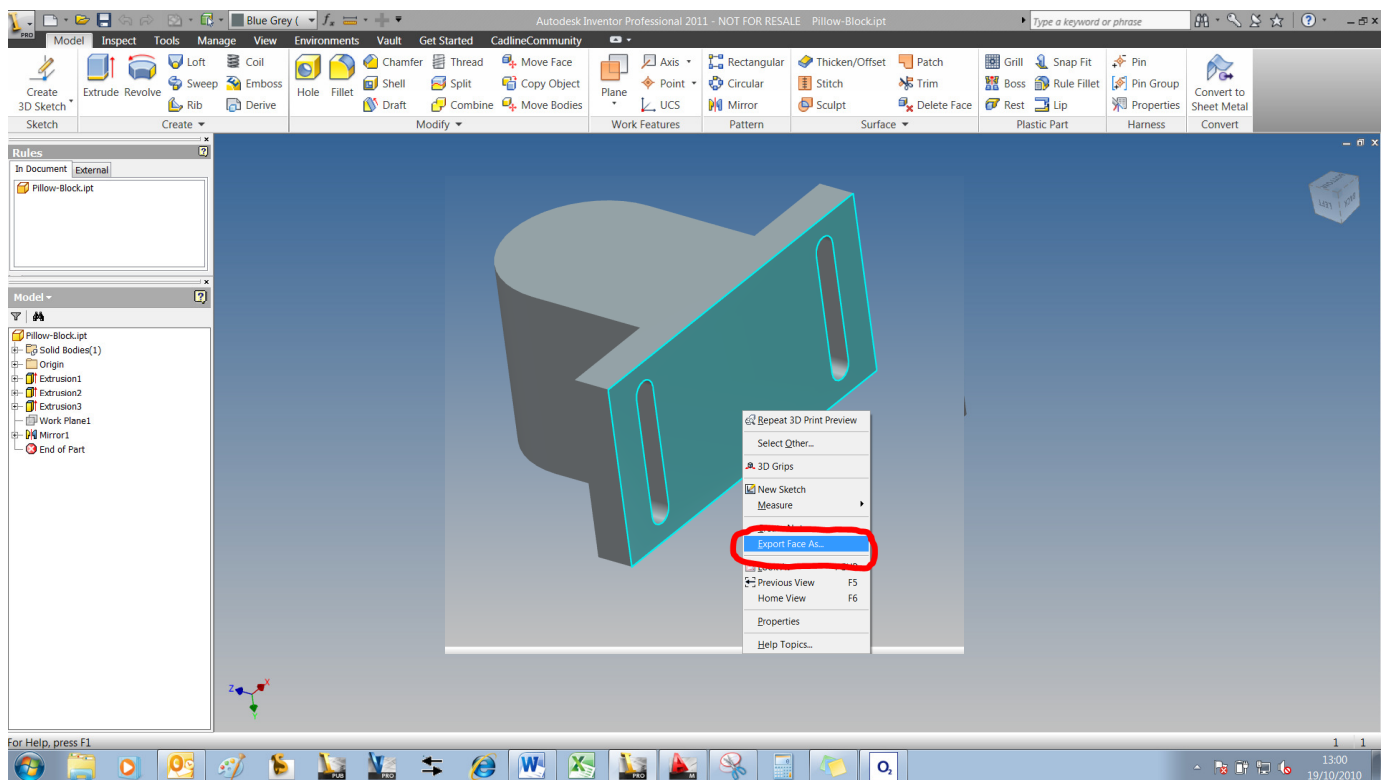 Blue Grey (
Autodesk Inventor Professional 2011 - NOT FOR RESALE Pillow-Block.ipt
Type a keyword or phrase
PRO
Model Inspect Tools Manage View Environments Vault Get Started CadlineCommunity
Loft Coil Chamfer Thread Move Face Axis Rectangular Thicken/Offset Patch Grill Snap Fit Pin
Create 3D Sketch Extrude Revolve Sweep Emboss Hole Fillet Shell Split Copy Object Plane Point Circular Stitch Trim Boss Rule Fillet Pin Group Convert to Sheet Metal
Rib Derive Draft Combine Move Bodies UCS Mirror Sculpt Delete Face Rest Lip Properties
Sketch Create Modify Work Features Pattern Surface Plastic Part Harness Convert
Rules
In Document External
Pillow-Block.ipt
Model
Pillow-Block.ipt
Solid Bodies(1)
Origin
Extrusion1
Extrusion2
Extrusion3
Work Plane1
Mirror1
End of Part
Repeat 3D Print Preview
Select Other...
3D Grips
New Sketch
Measure
Export Face As...
Previous View F5
Home View F6
Properties
Help Topics...
Z X
Y
For Help, press F1
1 1
PUB PRO PRO M O2
13:00
19/10/2010